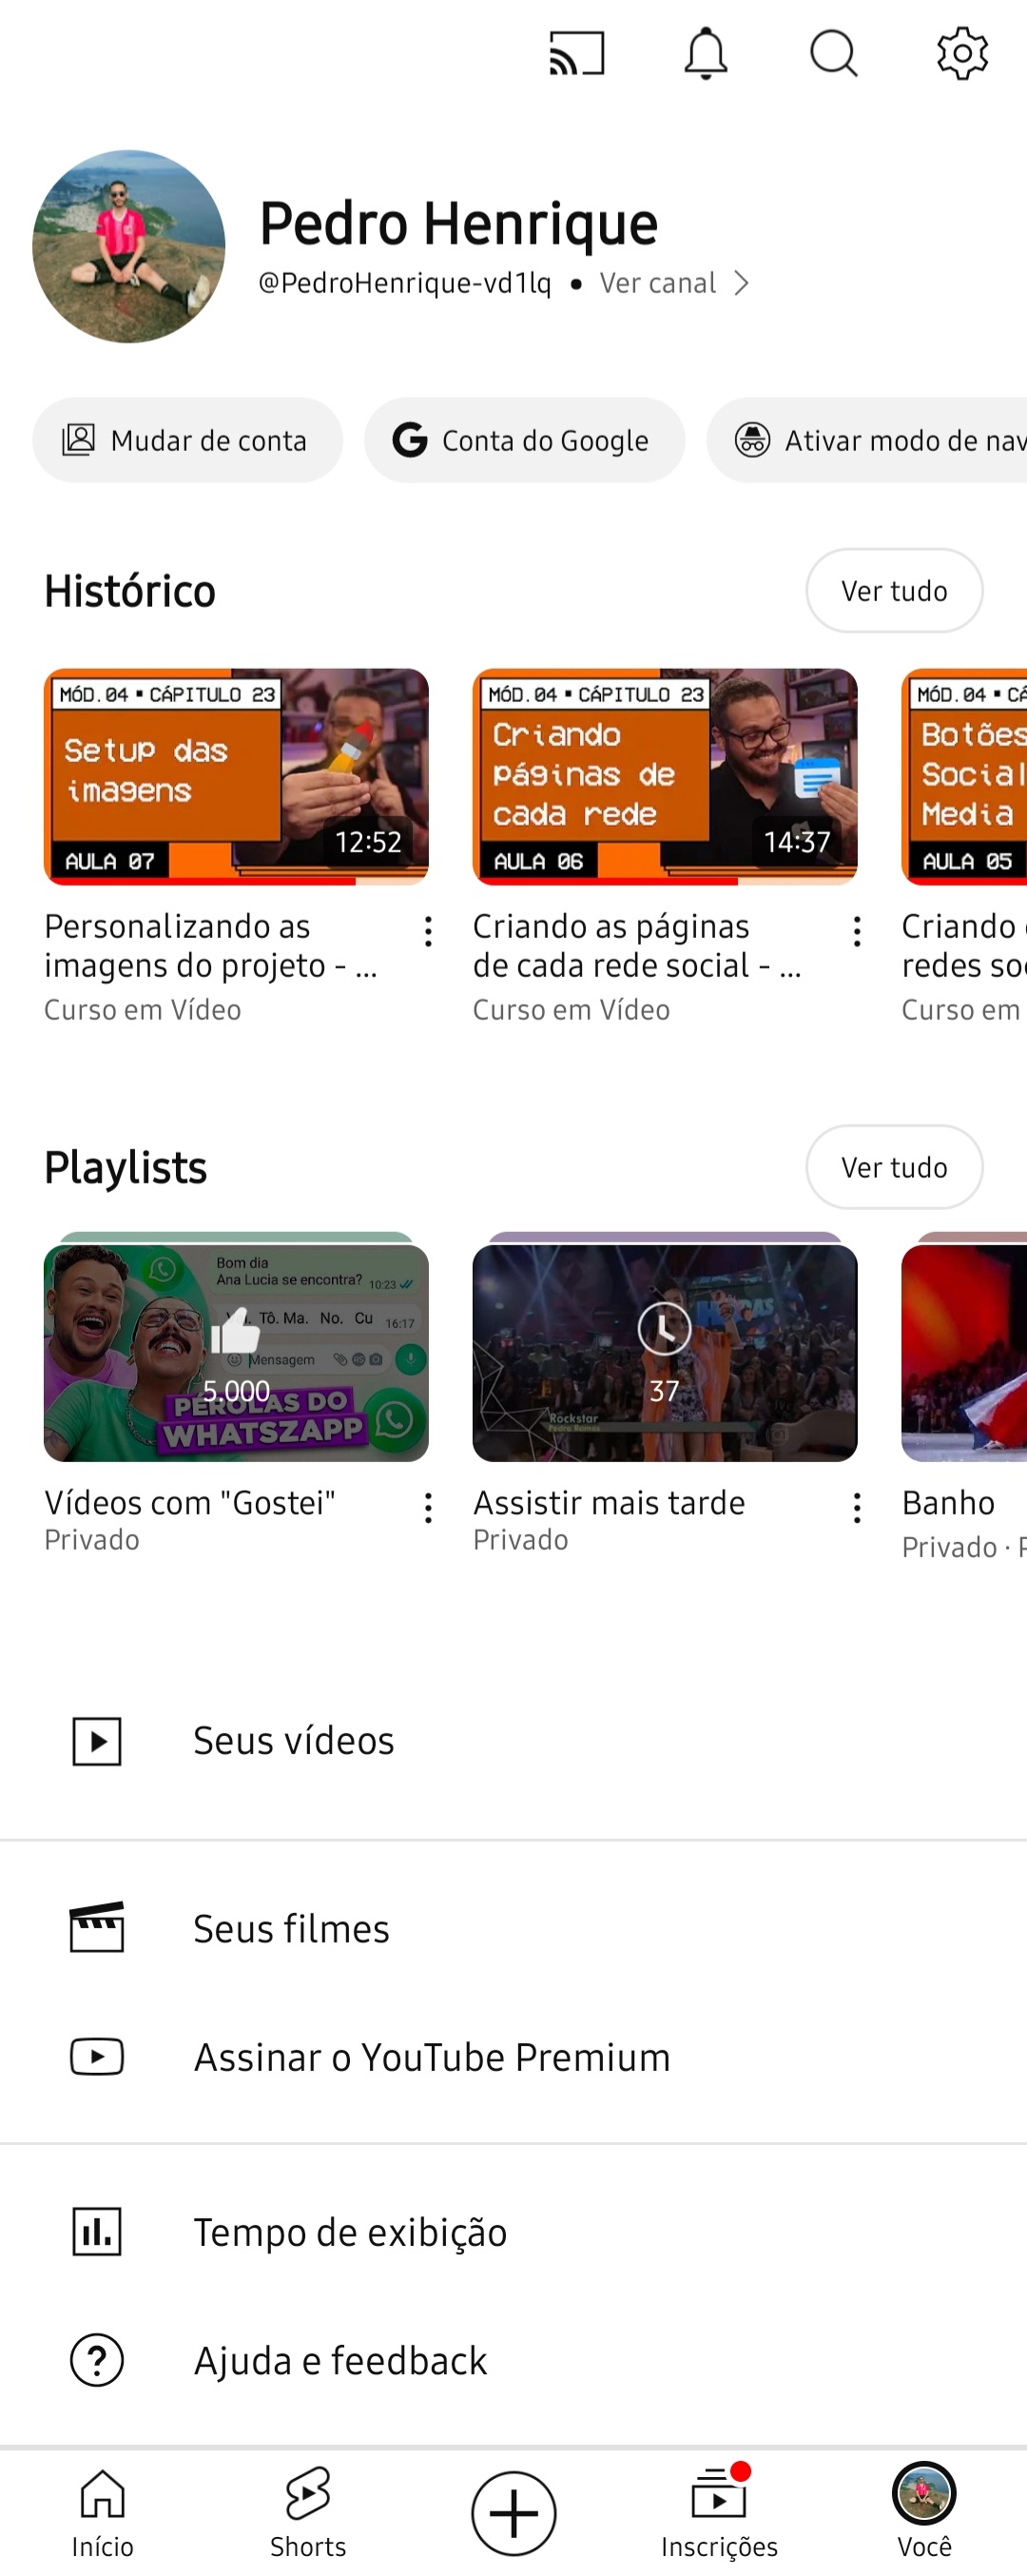 Pedro Henrique
@PedroHenrique-vd1lq • Ver canal
Mudar de conta
Conta do Google
Ativar modo de nav
Histórico
Ver tudo
MÓD.04 ▪ CÁPITULO 23
Setup das
imagens
12:52
AULA 07
Personalizando as
imagens do projeto - ...
Curso em Vídeo
MÓD.04 ▪ CÁPITULO 23
Criando
páginas de
cada rede
14:37
AULA 06
Criando as páginas
de cada rede social - ...
Curso em Vídeo
MÓD.04 ▪ CÁ
Botões
Social
Media
AULA 05
Criando
redes so
Curso em
Playlists
Ver tudo
Bom dia
Ana Lucia se encontra? 10:23
Tô. Ma. No. Cu 16:17
Mensagem
5.000
PÉROLAS DO
WHATSZAPP
Vídeos com "Gostei"
Privado
37
Rockstar
Pedro Ramos
Assistir mais tarde
Privado
Banho
Privado ·
Seus vídeos
Seus filmes
Assinar o YouTube Premium
Tempo de exibição
Ajuda e feedback
Início
Shorts
Inscrições
Você